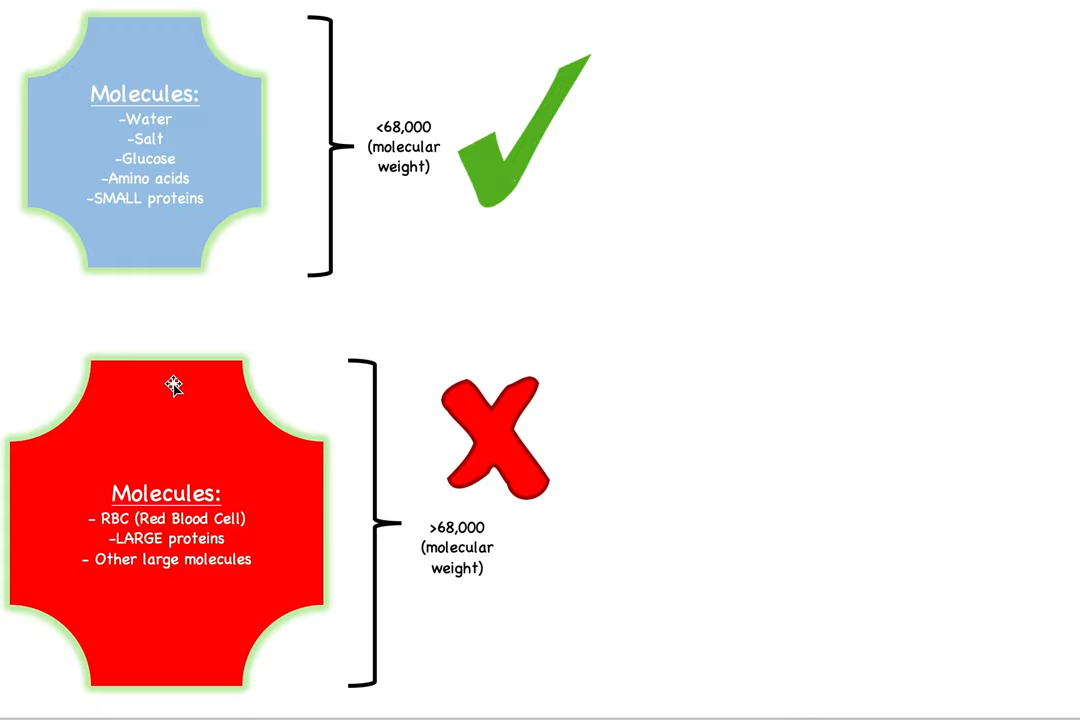 Molecules:
-Water
-Salt
-Glucose
-Amino acids
-SMALL proteins
<68,000
(molecular
weight)
Molecules:
- RBC (Red Blood Cell)
-LARGE proteins
- Other large molecules
>68,000
(molecular
weight)